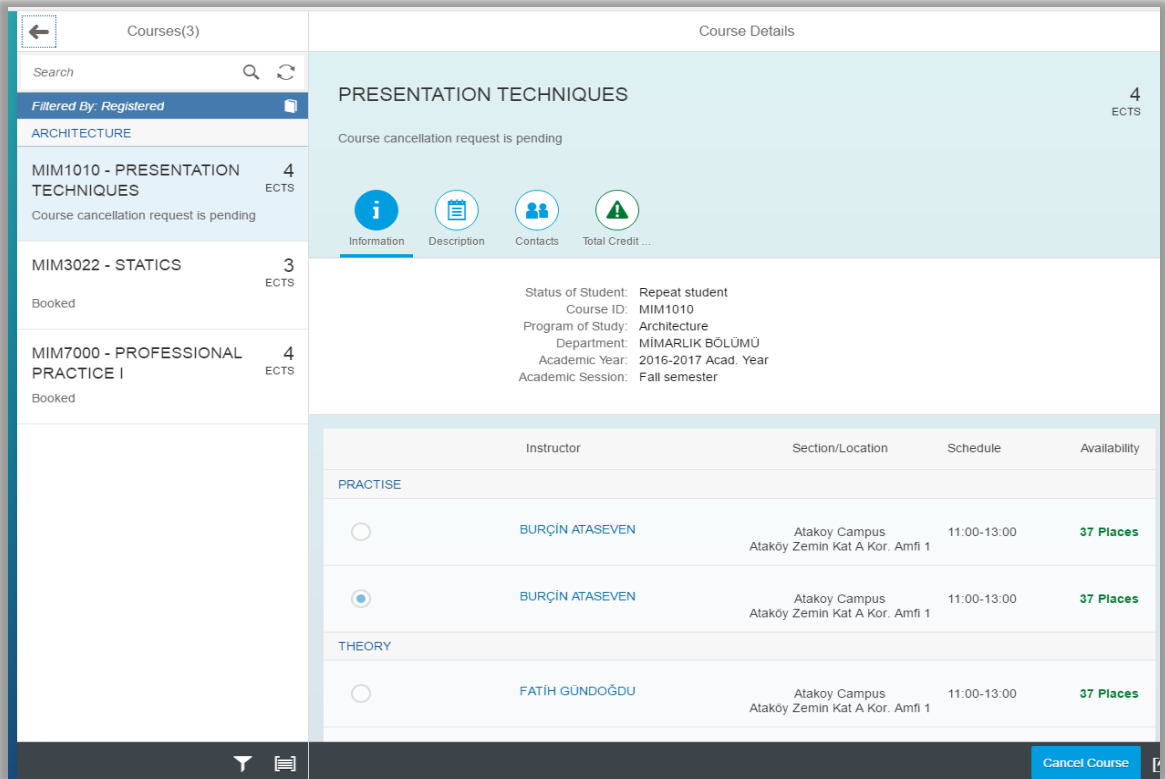 Courses(3)
Course Details
Search
Filtered By: Registered
ARCHITECTURE
MIM1010 - PRESENTATION
TECHNIQUES
4
ECTS
Course cancellation request is pending
MIM3022 - STATICS
3
ECTS
Booked
MIM7000 - PROFESSIONAL
PRACTICE I
4
ECTS
Booked
PRESENTATION TECHNIQUES
4
ECTS
Course cancellation request is pending
Information
Description
Contacts
Total Credit ...
Status of Student: Repeat student
Course ID: MIM1010
Program of Study: Architecture
Department: MİMARLIK BÖLÜMÜ
Academic Year: 2016-2017 Acad. Year
Academic Session: Fall semester
Instructor Section/Location Schedule Availability
PRACTISE
BURÇİN ATASEVEN Atakoy Campus 11:00-13:00 37 Places
Ataköy Zemin Kat A Kor. Amfi 1
BURÇİN ATASEVEN Atakoy Campus 11:00-13:00 37 Places
Ataköy Zemin Kat A Kor. Amfi 1
THEORY
FATİH GÜNDOĞDU Atakoy Campus 11:00-13:00 37 Places
Ataköy Zemin Kat A Kor. Amfi 1
Cancel Course